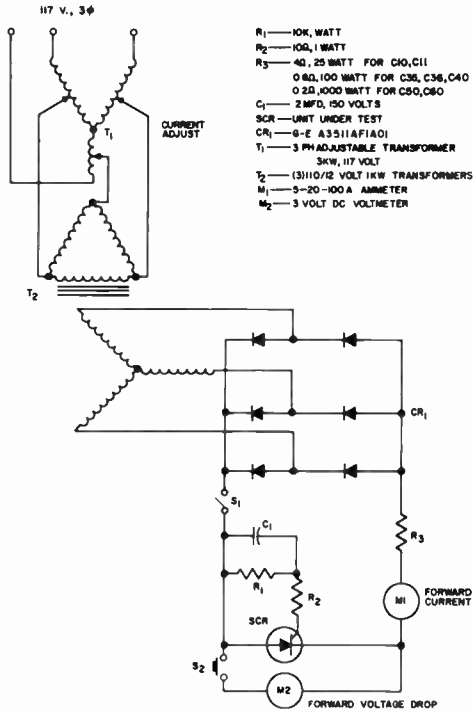 117 V., 3ϕ
T1
CURRENT
ADJUST
T2
R1 — 10K, WATT
R2 — 10Ω, 1 WATT
R3 — 4Ω, 25 WATT FOR C10, C11
0.8Ω, 100 WATT FOR C35, C36, C40
0.2Ω, 1000 WATT FOR C50, C60
C1 — 2 MFD, 150 VOLTS
SCR — UNIT UNDER TEST
CR1 — G-E A3511AF1AO1
T1 — 3 PH ADJUSTABLE TRANSFORMER
3KW, 117 VOLT
T2 — (3) 110/12 VOLT 1KW TRANSFORMERS
M1 — 5-20-100 A AMMETER
M2 — 3 VOLT DC VOLTMETER
CR1
S1
C1
R1
R2
R3
SCR
M1
FORWARD
CURRENT
S2
M2
FORWARD VOLTAGE DROP